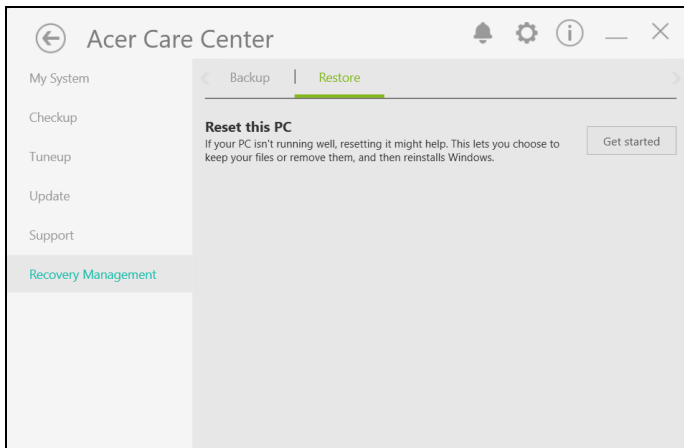 Acer Care Center
My System
Backup
Restore
Checkup
Reset this PC
If your PC isn't running well, resetting it might help. This lets you choose to
keep your files or remove them, and then reinstalls Windows.
Get started
Tuneup
Update
Support
Recovery Management